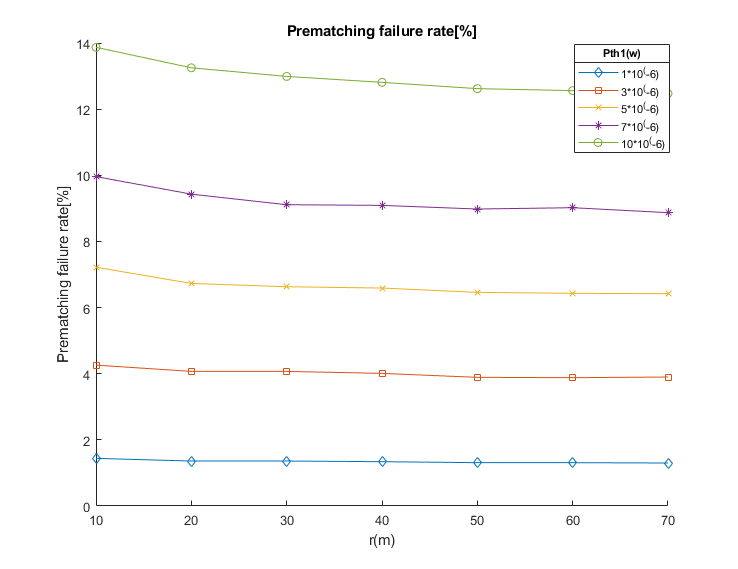 Prematching failure rate[%]
Pth1(w)
1*10(-6)
3*10(-6)
5*10(-6)
7*10(-6)
10*10(-6)
Prematching failure rate[%]
14
12
10
8
6
4
2
0
10 20 30 40 50 60 70
r(m)